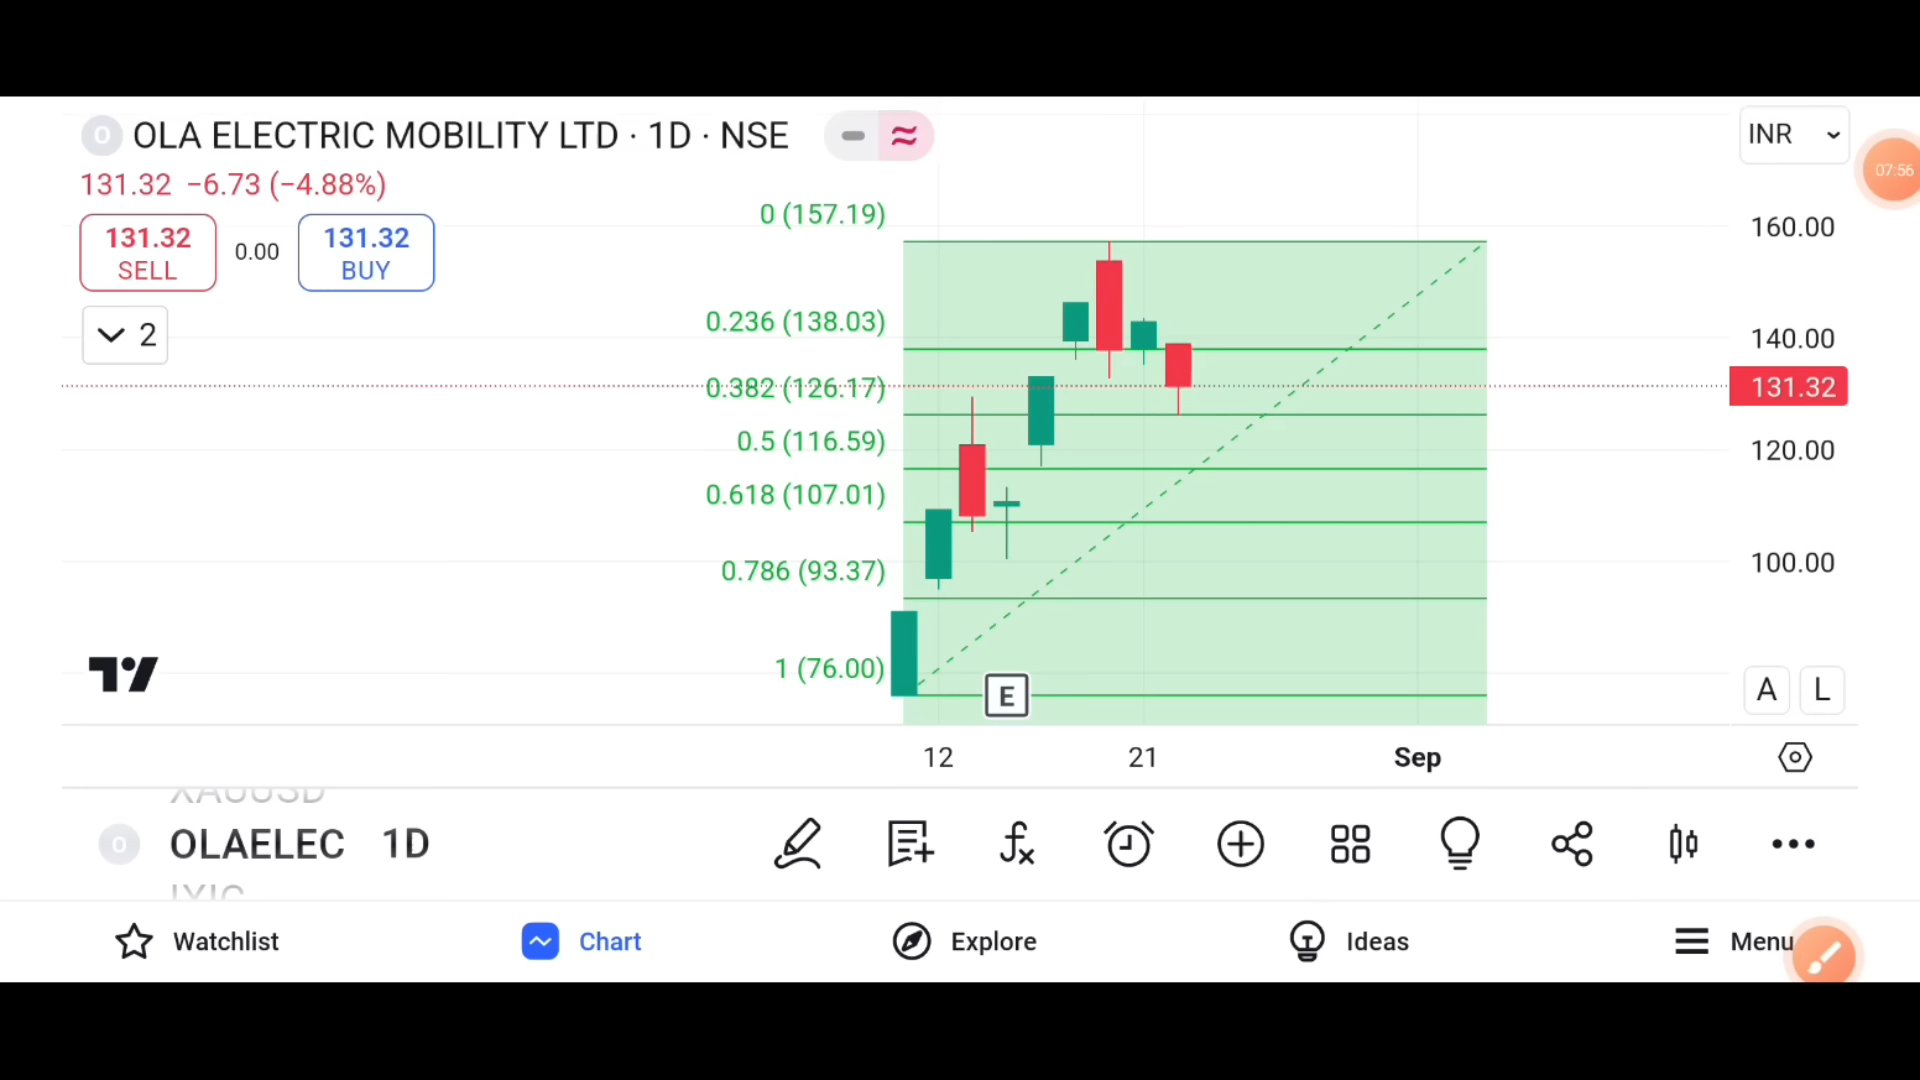 O OLA ELECTRIC MOBILITY LTD · 1D · NSE
INR
07:56
131.32 −6.73 (−4.88%)
131.32
SELL
0.00
131.32
BUY
2
0 (157.19)
0.236 (138.03)
0.382 (126.17)
0.5 (116.59)
0.618 (107.01)
0.786 (93.37)
1 (76.00)
160.00
140.00
131.32
120.00
100.00
E
A L
12 21 Sep
XAUUSD
O OLAELEC 1D
IXIC
Watchlist Chart Explore Ideas Menu